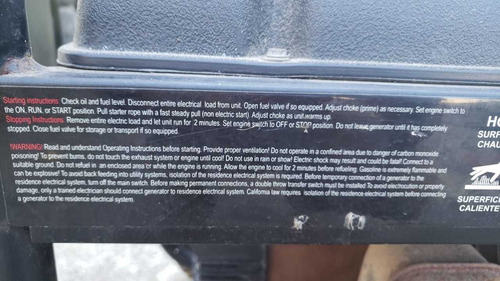 Starting instructions: Check oil and fuel level. Disconnect entire electrical load from unit. Open fuel valve if so equipped. Adjust choke (prime) as necessary. Set engine switch to
the ON, RUN, or START position. Pull starter rope with a fast steady pull (non electric start) Adjust choke as unit warms up.
Stopping Instructions: Remove entire electric load and let unit run for 2 minutes. Set engine switch to OFF or STOP position. Do not leave generator until it has completely
stopped. Close fuel valve for storage or transport if so equipped.
WARNING! Read and understand Operating Instructions before starting. Provide proper ventilation! Do not operate in a confined area due to danger of carbon monoxide
poisoning! To prevent burns, do not touch the exhaust system or engine until cool! Do not use in rain or show! Electric shock may result and could be fatal! Connect to a
suitable ground. Do not refuel in an enclosed area or while the engine is running. Allow the engine to cool for 2 minutes before refueling. Gasoline is extremely flammable and
can be explosive! To avoid back feeding into utility systems, isolation of the residence electrical system is required. Before temporary connection of a generator to the
residence electrical system, turn off the main switch. Before making permanent connections, a double throw transfer switch must be installed. To avoid electrocution or property
damage, only a trained electrician should connect generator to residence electrical system. California law requires isolation of the residence electrical system before connecting
a generator to the residence electrical system.
SURF
CHAU
SUPERFICI
CALIENTE